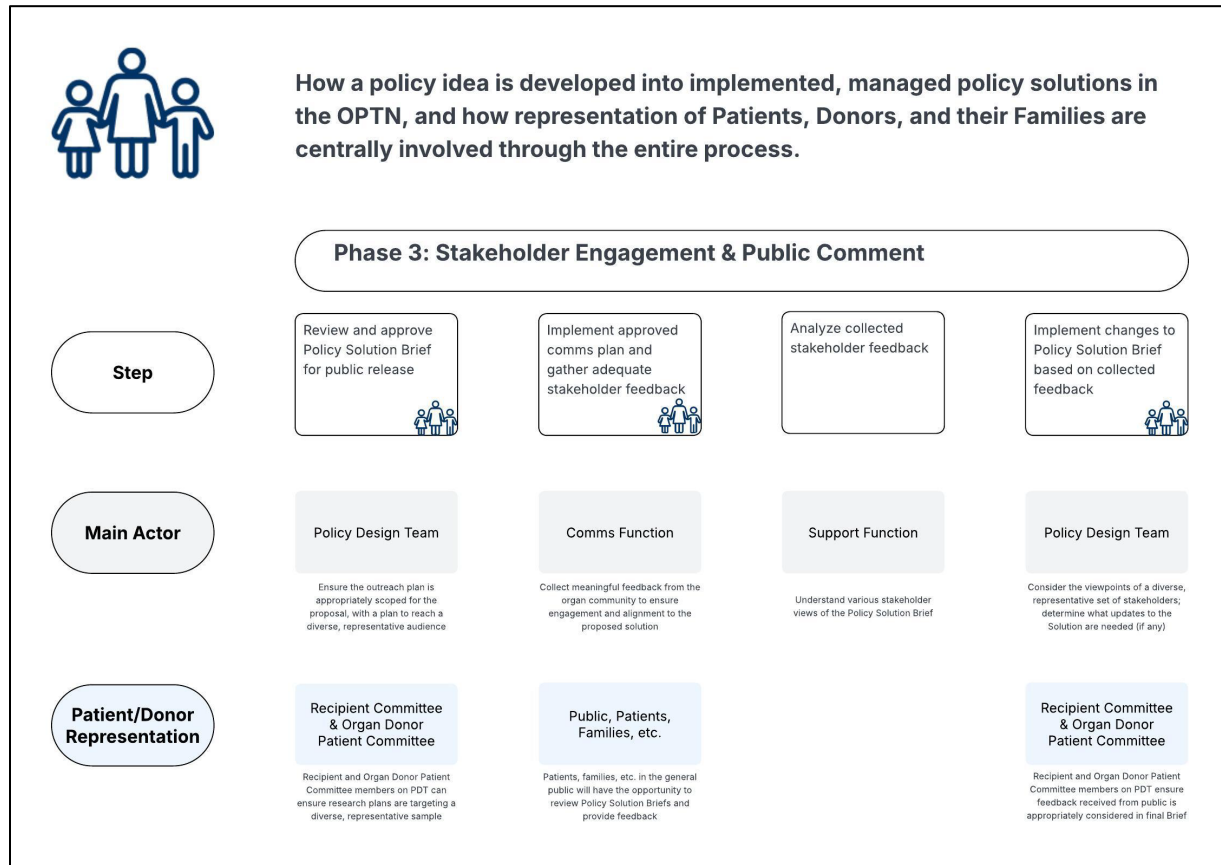 How a policy idea is developed into implemented, managed policy solutions in
the OPTN, and how representation of Patients, Donors, and their Families are
centrally involved through the entire process.
Phase 3: Stakeholder Engagement & Public Comment
Step
Review and approve
Policy Solution Brief
for public release
Implement approved
comms plan and
gather adequate
stakeholder feedback
Analyze collected
stakeholder feedback
Implement changes to
Policy Solution Brief
based on collected
feedback
Main Actor
Policy Design Team
Ensure the outreach plan is
appropriately scoped for the
proposal, with a plan to reach a
diverse, representative audience
Comms Function
Collect meaningful feedback from the
organ community to ensure
engagement and alignment to the
proposed solution
Support Function
Understand various stakeholder
views of the Policy Solution Brief
Policy Design Team
Consider the viewpoints of a diverse,
representative set of stakeholders;
determine what updates to the
Solution are needed (if any)
Patient/Donor
Representation
Recipient Committee
& Organ Donor
Patient Committee
Recipient and Organ Donor Patient
Committee members on PDT can
ensure research plans are targeting a
diverse, representative sample
Public, Patients,
Families, etc.
Patients, families, etc. in the general
public will have the opportunity to
review Policy Solution Briefs and
provide feedback
Recipient Committee
& Organ Donor
Patient Committee
Recipient and Organ Donor Patient
Committee members on PDT ensure
feedback received from public is
appropriately considered in final Brief